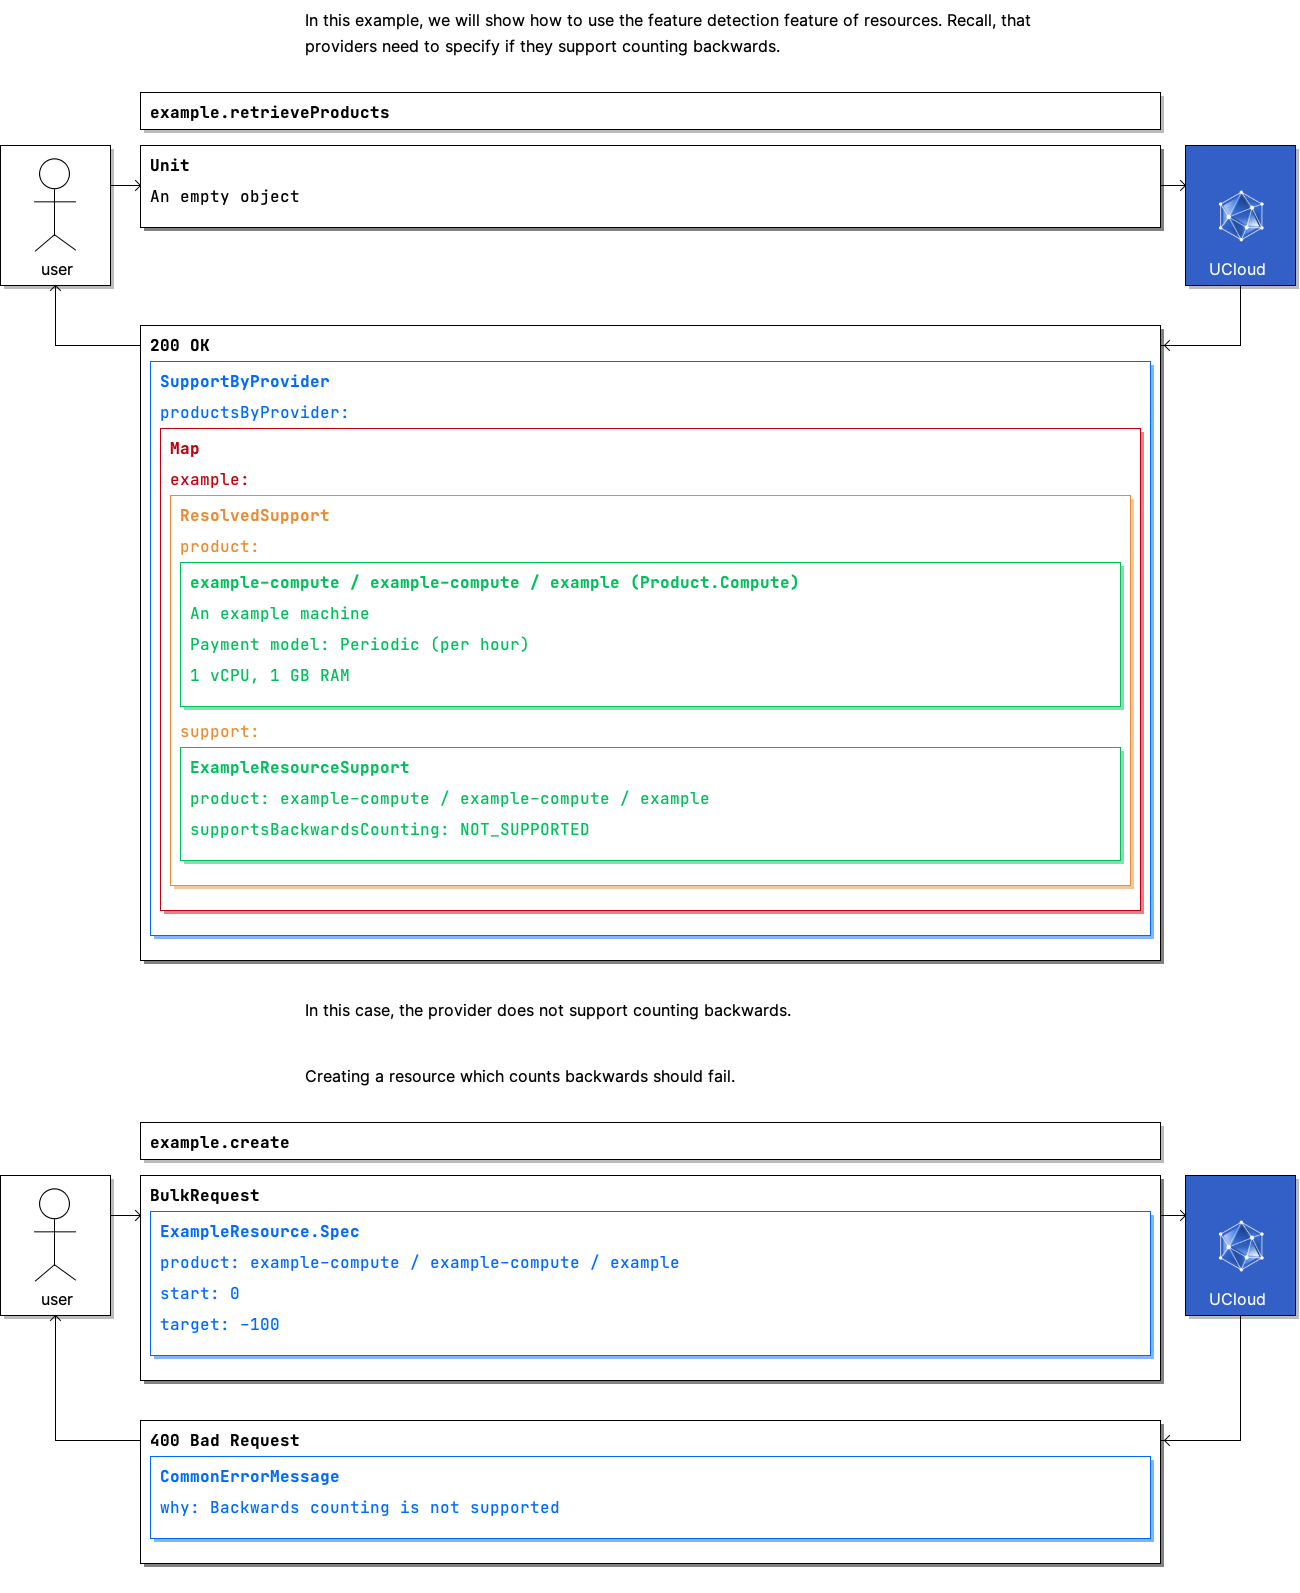 In this example, we will show how to use the feature detection feature of resources. Recall, that
providers need to specify if they support counting backwards.
example.retrieveProducts
Unit
An empty object
user
UCloud
200 OK
SupportByProvider
productsByProvider:
Map
example:
ResolvedSupport
product:
example-compute / example-compute / example (Product.Compute)
An example machine
Payment model: Periodic (per hour)
1 vCPU, 1 GB RAM
support:
ExampleResourceSupport
product: example-compute / example-compute / example
supportsBackwardsCounting: NOT_SUPPORTED
In this case, the provider does not support counting backwards.
Creating a resource which counts backwards should fail.
example.create
BulkRequest
ExampleResource.Spec
product: example-compute / example-compute / example
start: 0
target: -100
user
UCloud
400 Bad Request
CommonErrorMessage
why: Backwards counting is not supported